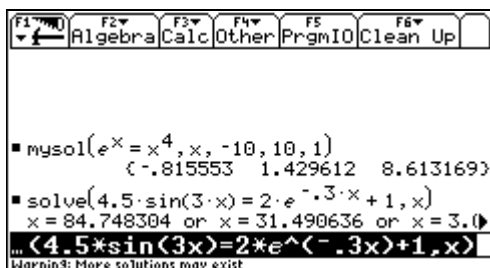 F1 F2 Algebra F3 Calc F4 Other F5 PrgmIO F6 Clean Up
▪ mysol(e^x = x^4, x, -10, 10, 1)
{-.815553 1.429612 8.613169}
▪ solve(4.5·sin(3·x) = 2·e^-.3·x + 1, x)
x = 84.748304 or x = 31.490636 or x = 3.0▶
…(4.5*sin(3x)=2*e^(-.3x)+1,x)
Warning: More solutions may exist